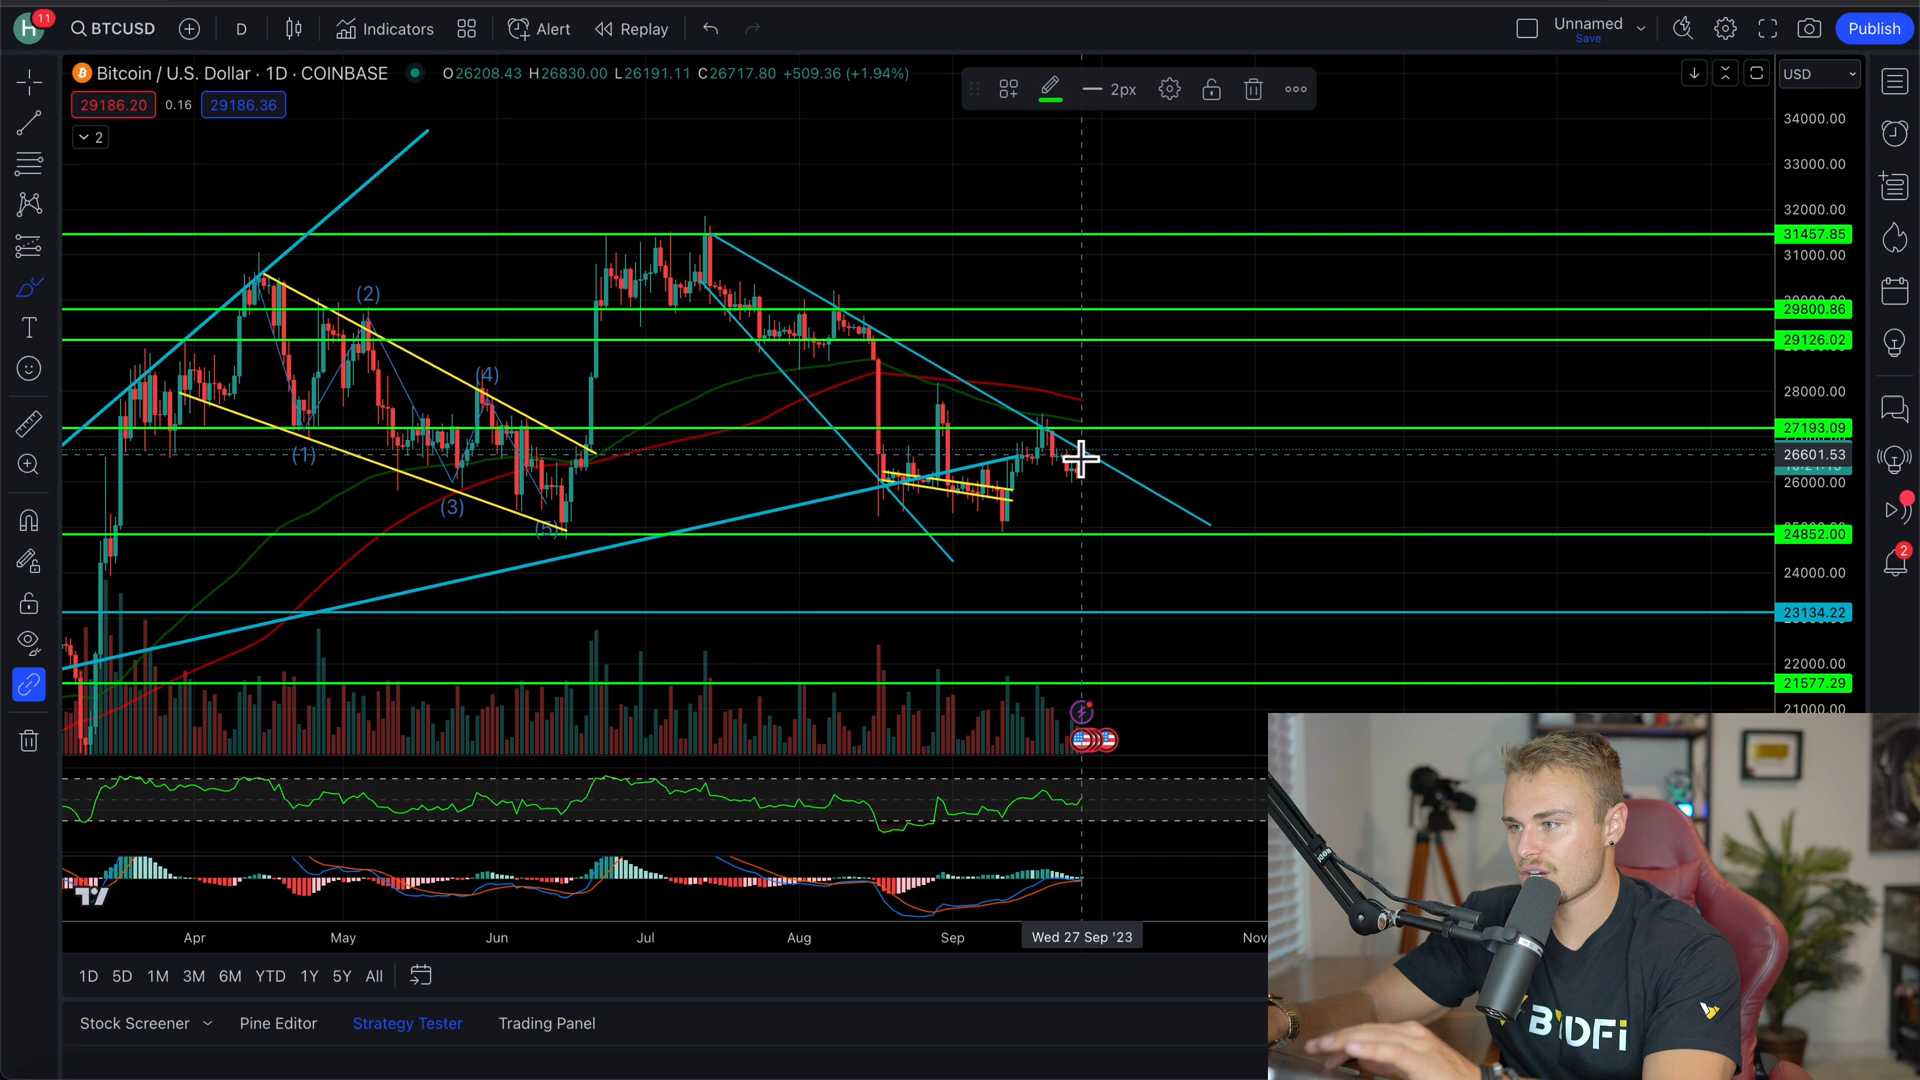 H
11
BTCUSD
D
Indicators
Alert
Replay
Unnamed
Save
Publish
Bitcoin / U.S. Dollar · 1D · COINBASE
O26208.43 H26830.00 L26191.11 C26717.80 +509.36 (+1.94%)
29186.20
0.16
29186.36
2
2px
USD
34000.00
33000.00
32000.00
31457.85
31000.00
29800.86
29126.02
28000.00
27193.09
26601.53
26000.00
24852.00
24000.00
23134.22
22000.00
21577.29
21000.00
2
(1)
(2)
(3)
(4)
(5)
Apr
May
Jun
Jul
Aug
Sep
Wed 27 Sep '23
Nov
1D
5D
1M
3M
6M
YTD
1Y
5Y
All
Stock Screener
Pine Editor
Strategy Tester
Trading Panel
RODE
BYDFi